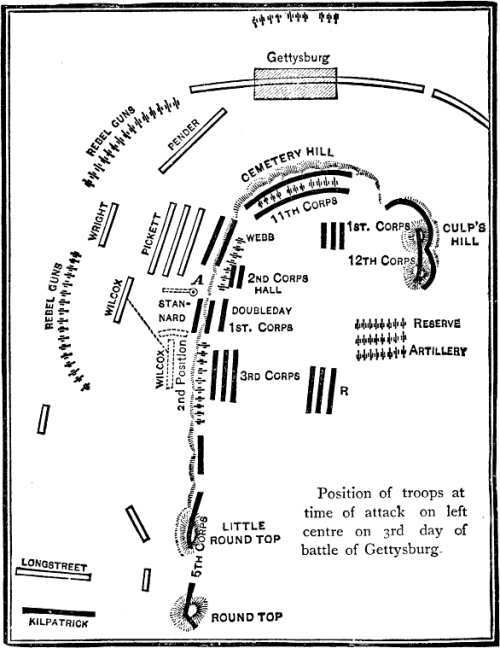 Gettysburg
REBEL GUNS
PENDER
CEMETERY HILL
11TH CORPS
WRIGHT
PICKETT
WEBB
1ST. CORPS
CULP'S
HILL
12TH CORPS
A
2ND CORPS
HALL
REBEL GUNS
WILCOX
STAN-
NARD
DOUBLEDAY
1ST. CORPS
RESERVE
ARTILLERY
WILCOX
2nd Position
3RD CORPS
R
Position of troops at
time of attack on left
centre on 3rd day of
battle of Gettysburg.
LITTLE
ROUND TOP
5TH CORPS
LONGSTREET
KILPATRICK
ROUND TOP